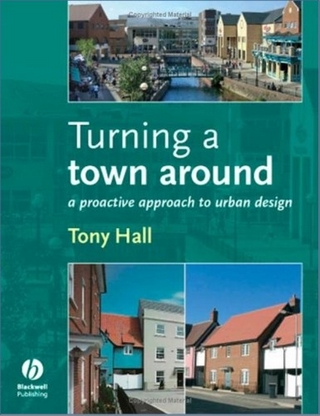 Copyrighted Material
Turning a
town around
a proactive approach to urban design
Tony Hall
Blackwell
Publishing
Copyrighted Material